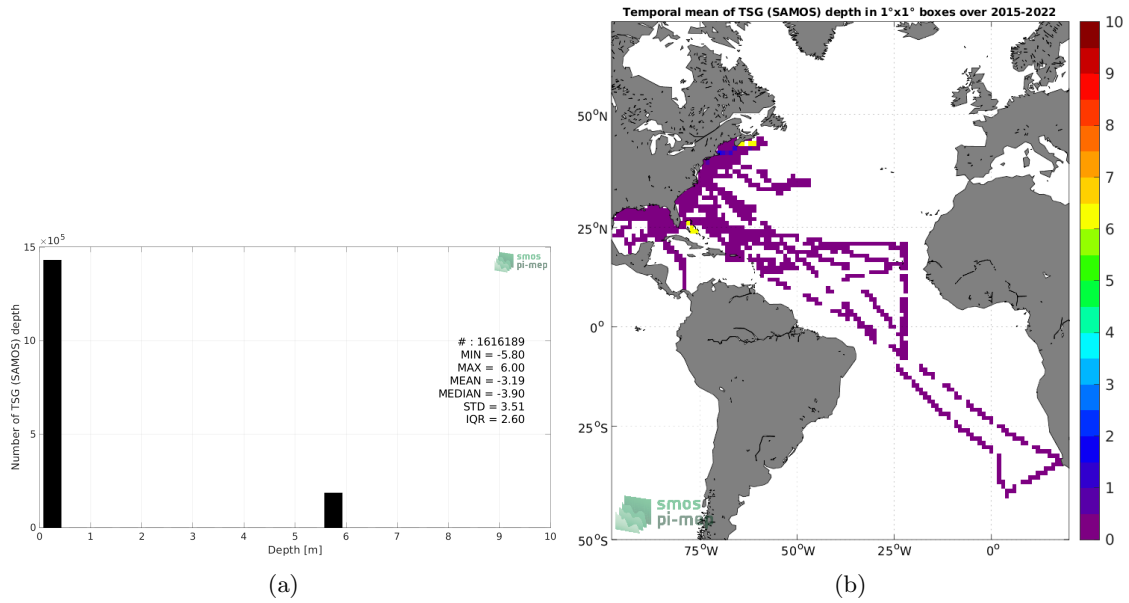 ×10⁵
15
10
5
0
Number of TSG (SAMOS) depth
smos
pi-mep
# : 1616189
MIN = -5.80
MAX = 6.00
MEAN = -3.19
MEDIAN = -3.90
STD = 3.51
IQR = 2.60
0 1 2 3 4 5 6 7 8 9 10
Depth [m]
(a)
Temporal mean of TSG (SAMOS) depth in 1°x1° boxes over 2015-2022
50°N
25°N
0°
25°S
50°S
smos
pi-mep
75°W 50°W 25°W 0°
10
9
8
7
6
5
4
3
2
1
0
(b)